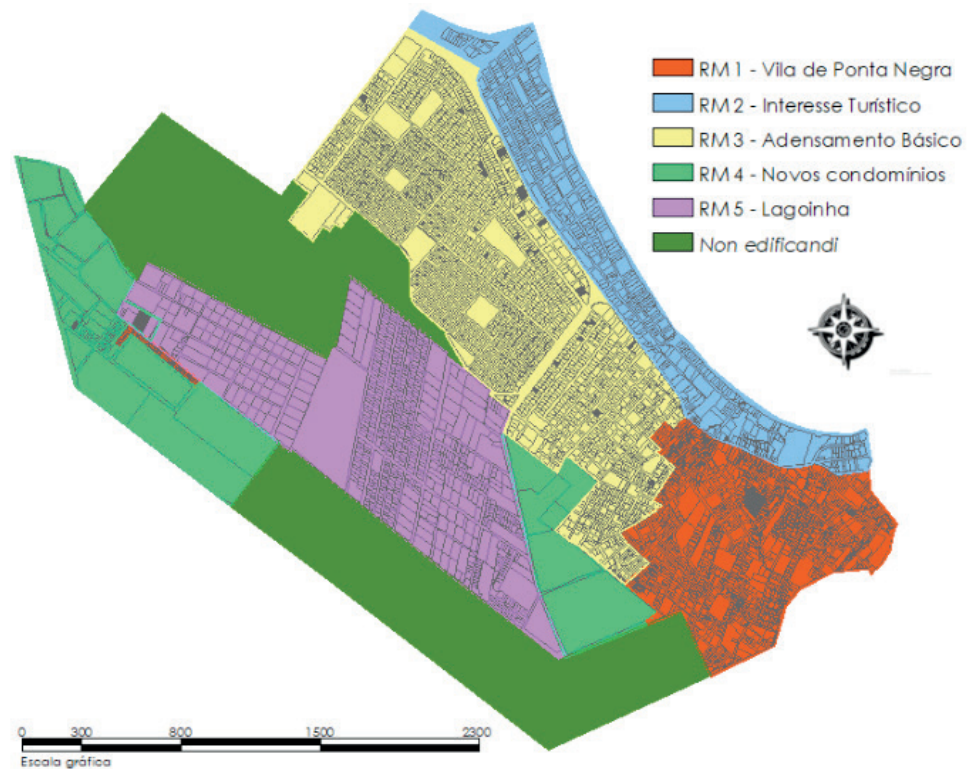 RM 1 - Vila de Ponta Negra
RM 2 - Interesse Turístico
RM 3 - Adensamento Básico
RM 4 - Novos condomínios
RM 5 - Lagoinha
Non edificandi
0 300 800 1500 2300
Escala gráfica